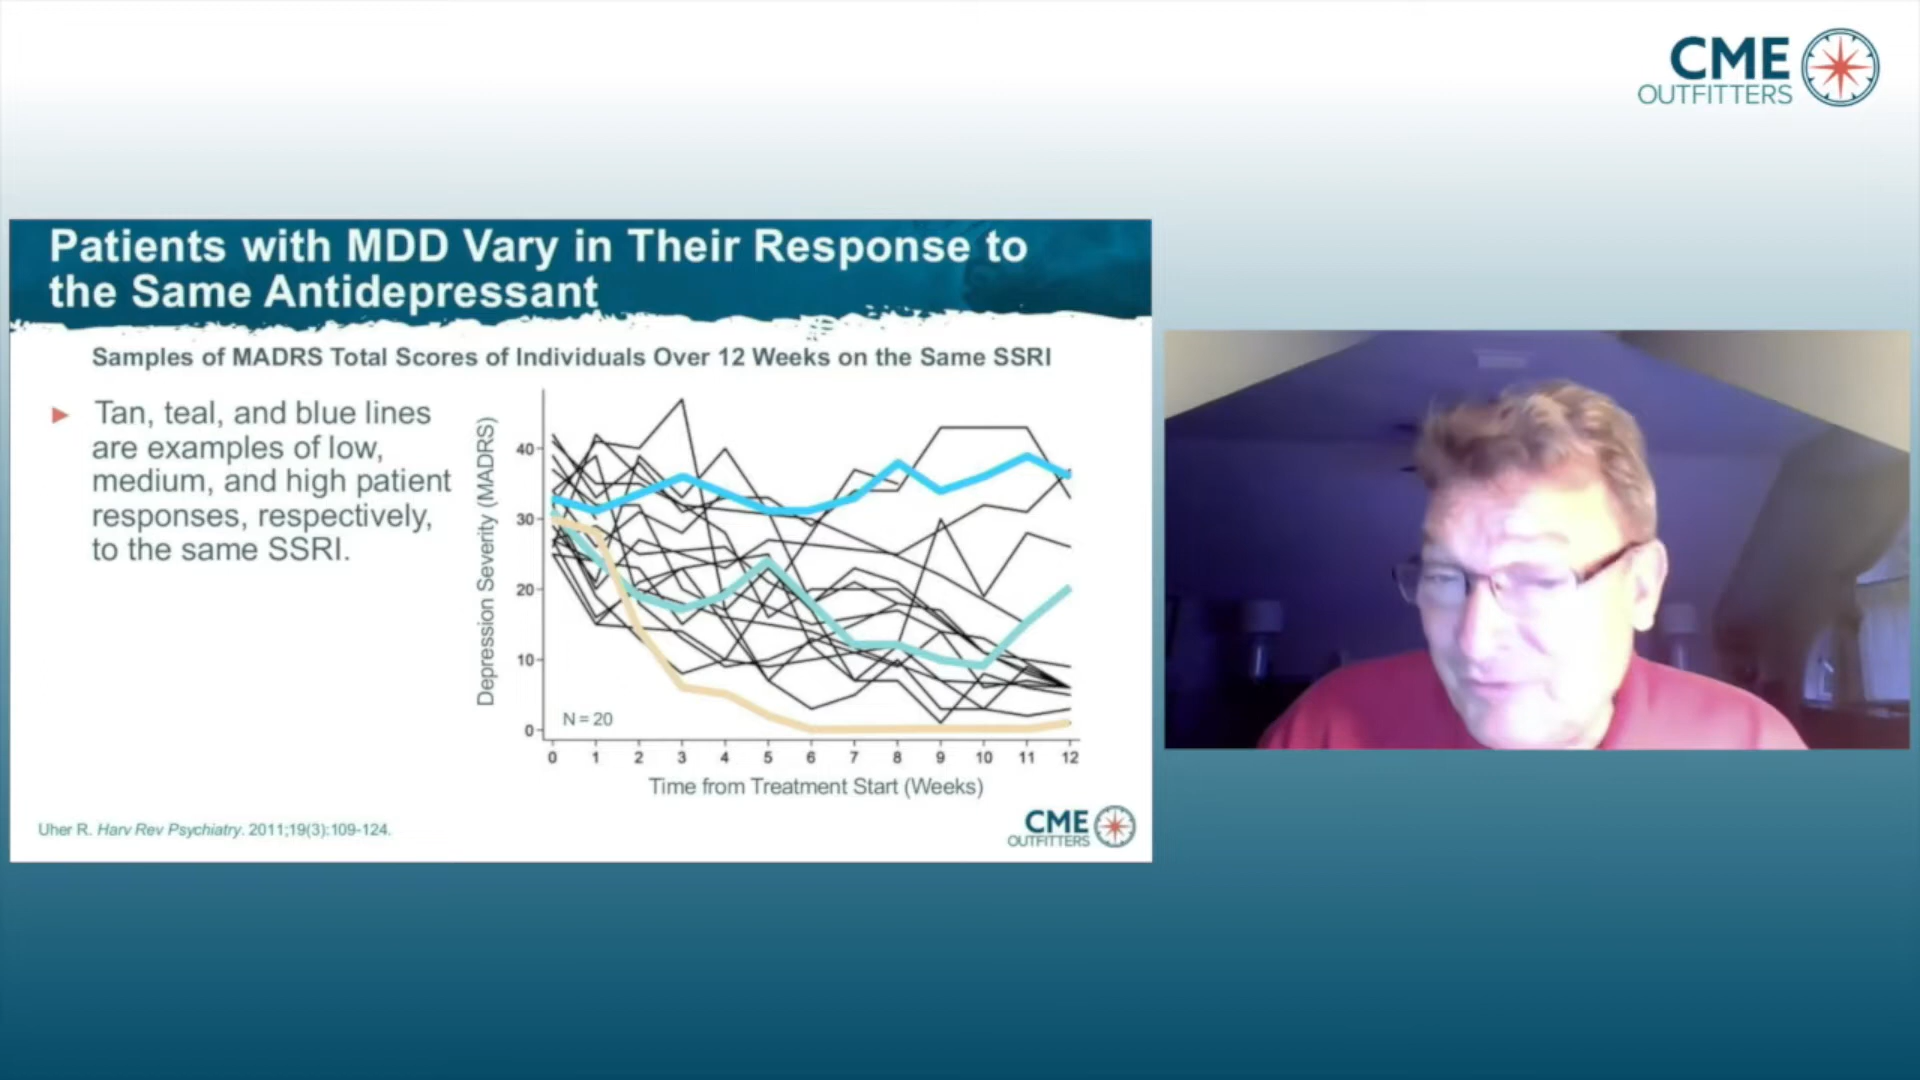 CME
OUTFITTERS
Patients with MDD Vary in Their Response to
the Same Antidepressant
Samples of MADRS Total Scores of Individuals Over 12 Weeks on the Same SSRI
► Tan, teal, and blue lines
are examples of low,
medium, and high patient
responses, respectively,
to the same SSRI.
Depression Severity (MADRS)
40
30
20
10
0
N = 20
0 1 2 3 4 5 6 7 8 9 10 11 12
Time from Treatment Start (Weeks)
Uher R. Harv Rev Psychiatry. 2011;19(3):109-124.
CME
OUTFITTERS